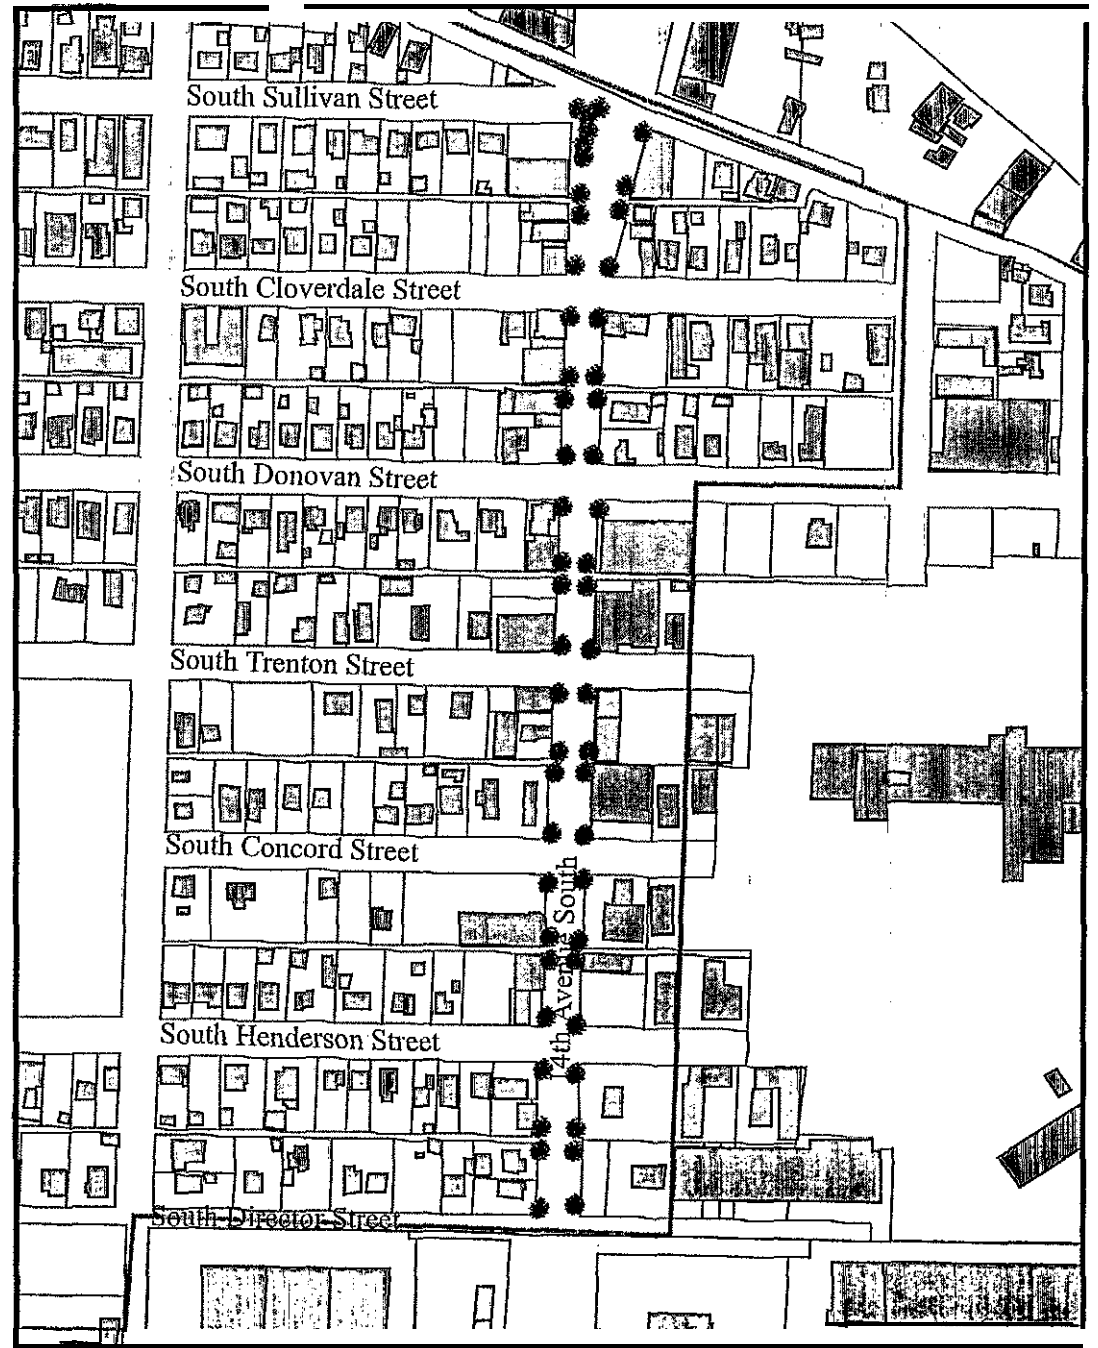 South Sullivan Street
South Cloverdale Street
South Donovan Street
South Trenton Street
South Concord Street
14th Avenue South
South Henderson Street
South Director Street